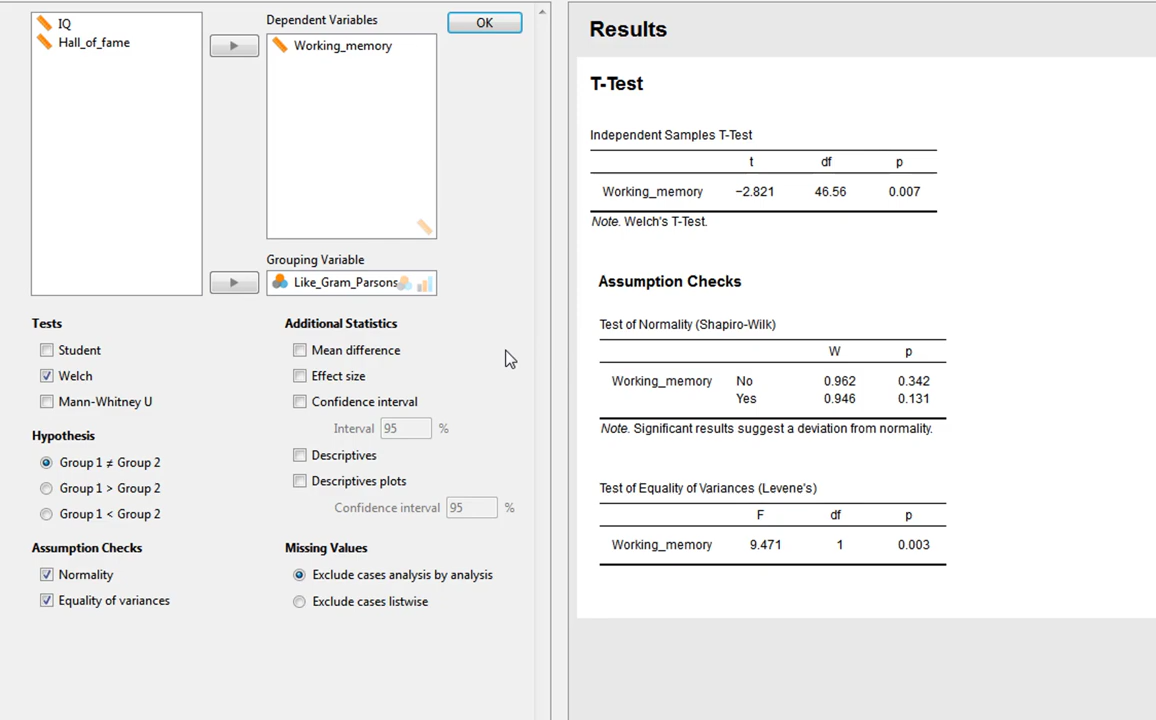 IQ
Hall_of_fame
Dependent Variables
OK
Working_memory
Grouping Variable
Like_Gram_Parsons
Tests
Student
Welch
Mann-Whitney U
Hypothesis
Group 1 ≠ Group 2
Group 1 > Group 2
Group 1 < Group 2
Assumption Checks
Normality
Equality of variances
Additional Statistics
Mean difference
Effect size
Confidence interval
Interval 95 %
Descriptives
Descriptives plots
Confidence interval 95 %
Missing Values
Exclude cases analysis by analysis
Exclude cases listwise
Results
T-Test
Independent Samples T-Test
t df p
Working_memory −2.821 46.56 0.007
Note. Welch's T-Test.
Assumption Checks
Test of Normality (Shapiro-Wilk)
W p
Working_memory No 0.962 0.342
Yes 0.946 0.131
Note. Significant results suggest a deviation from normality.
Test of Equality of Variances (Levene's)
F df p
Working_memory 9.471 1 0.003